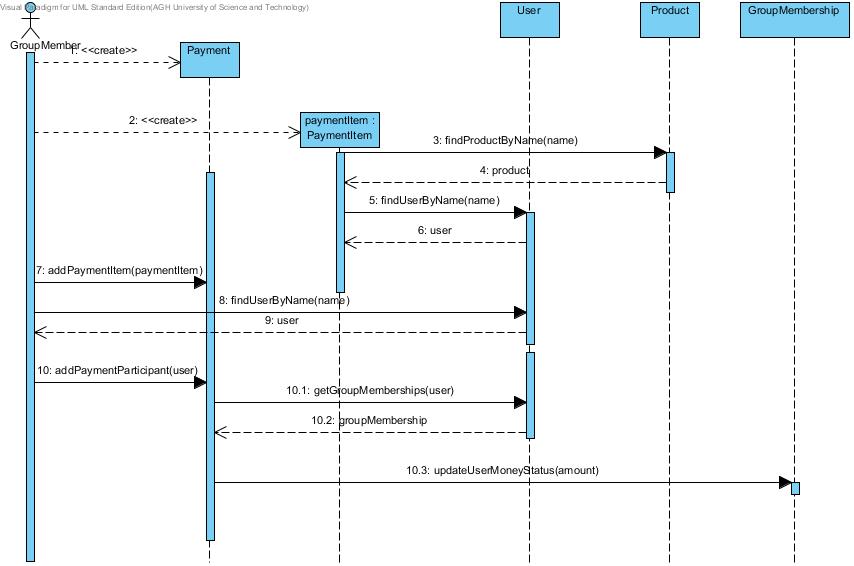 Visual Paradigm for UML Standard Edition(AGH University of Science and Technology)
User
Product
GroupMembership
GroupMember
1: <<create>>
Payment
2: <<create>>
paymentItem :
PaymentItem
3: findProductByName(name)
4: product
5: findUserByName(name)
6: user
7: addPaymentItem(paymentItem)
8: findUserByName(name)
9: user
10: addPaymentParticipant(user)
10.1: getGroupMemberships(user)
10.2: groupMembership
10.3: updateUserMoneyStatus(amount)